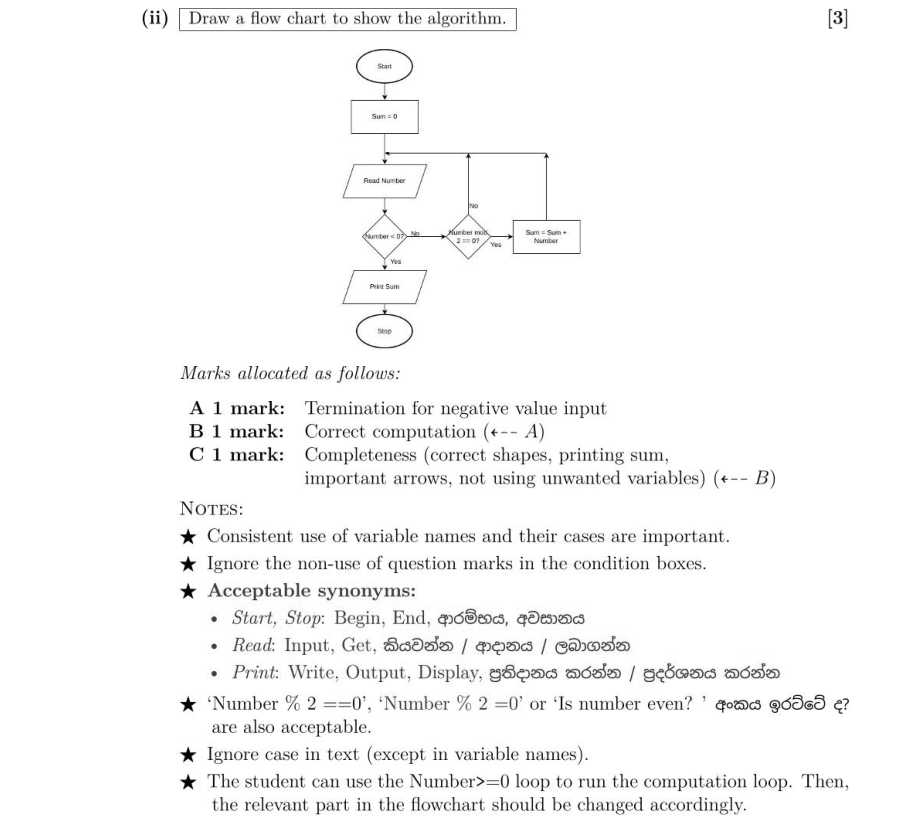 (ii) Draw a flow chart to show the algorithm. [3]
Start
Sum = 0
Read Number
Number < 0?
No
Number mod
2 == 0?
No
Yes
Sum = Sum +
Number
Yes
Print Sum
Stop
Marks allocated as follows:
A 1 mark: Termination for negative value input
B 1 mark: Correct computation (←-- A)
C 1 mark: Completeness (correct shapes, printing sum,
important arrows, not using unwanted variables) (←-- B)
NOTES:
★ Consistent use of variable names and their cases are important.
★ Ignore the non-use of question marks in the condition boxes.
★ Acceptable synonyms:
• Start, Stop: Begin, End, ආරම්භය, අවසානය
• Read: Input, Get, කියවන්න / ආදානය / ලබාගන්න
• Print: Write, Output, Display, ප්‍රතිදානය කරන්න / ප්‍රදර්ශනය කරන්න
★ ‘Number % 2 ==0’, ‘Number % 2 =0’ or ‘Is number even? ’ අංකය ඉරට්ටේ ද?
are also acceptable.
★ Ignore case in text (except in variable names).
★ The student can use the Number>=0 loop to run the computation loop. Then,
the relevant part in the flowchart should be changed accordingly.